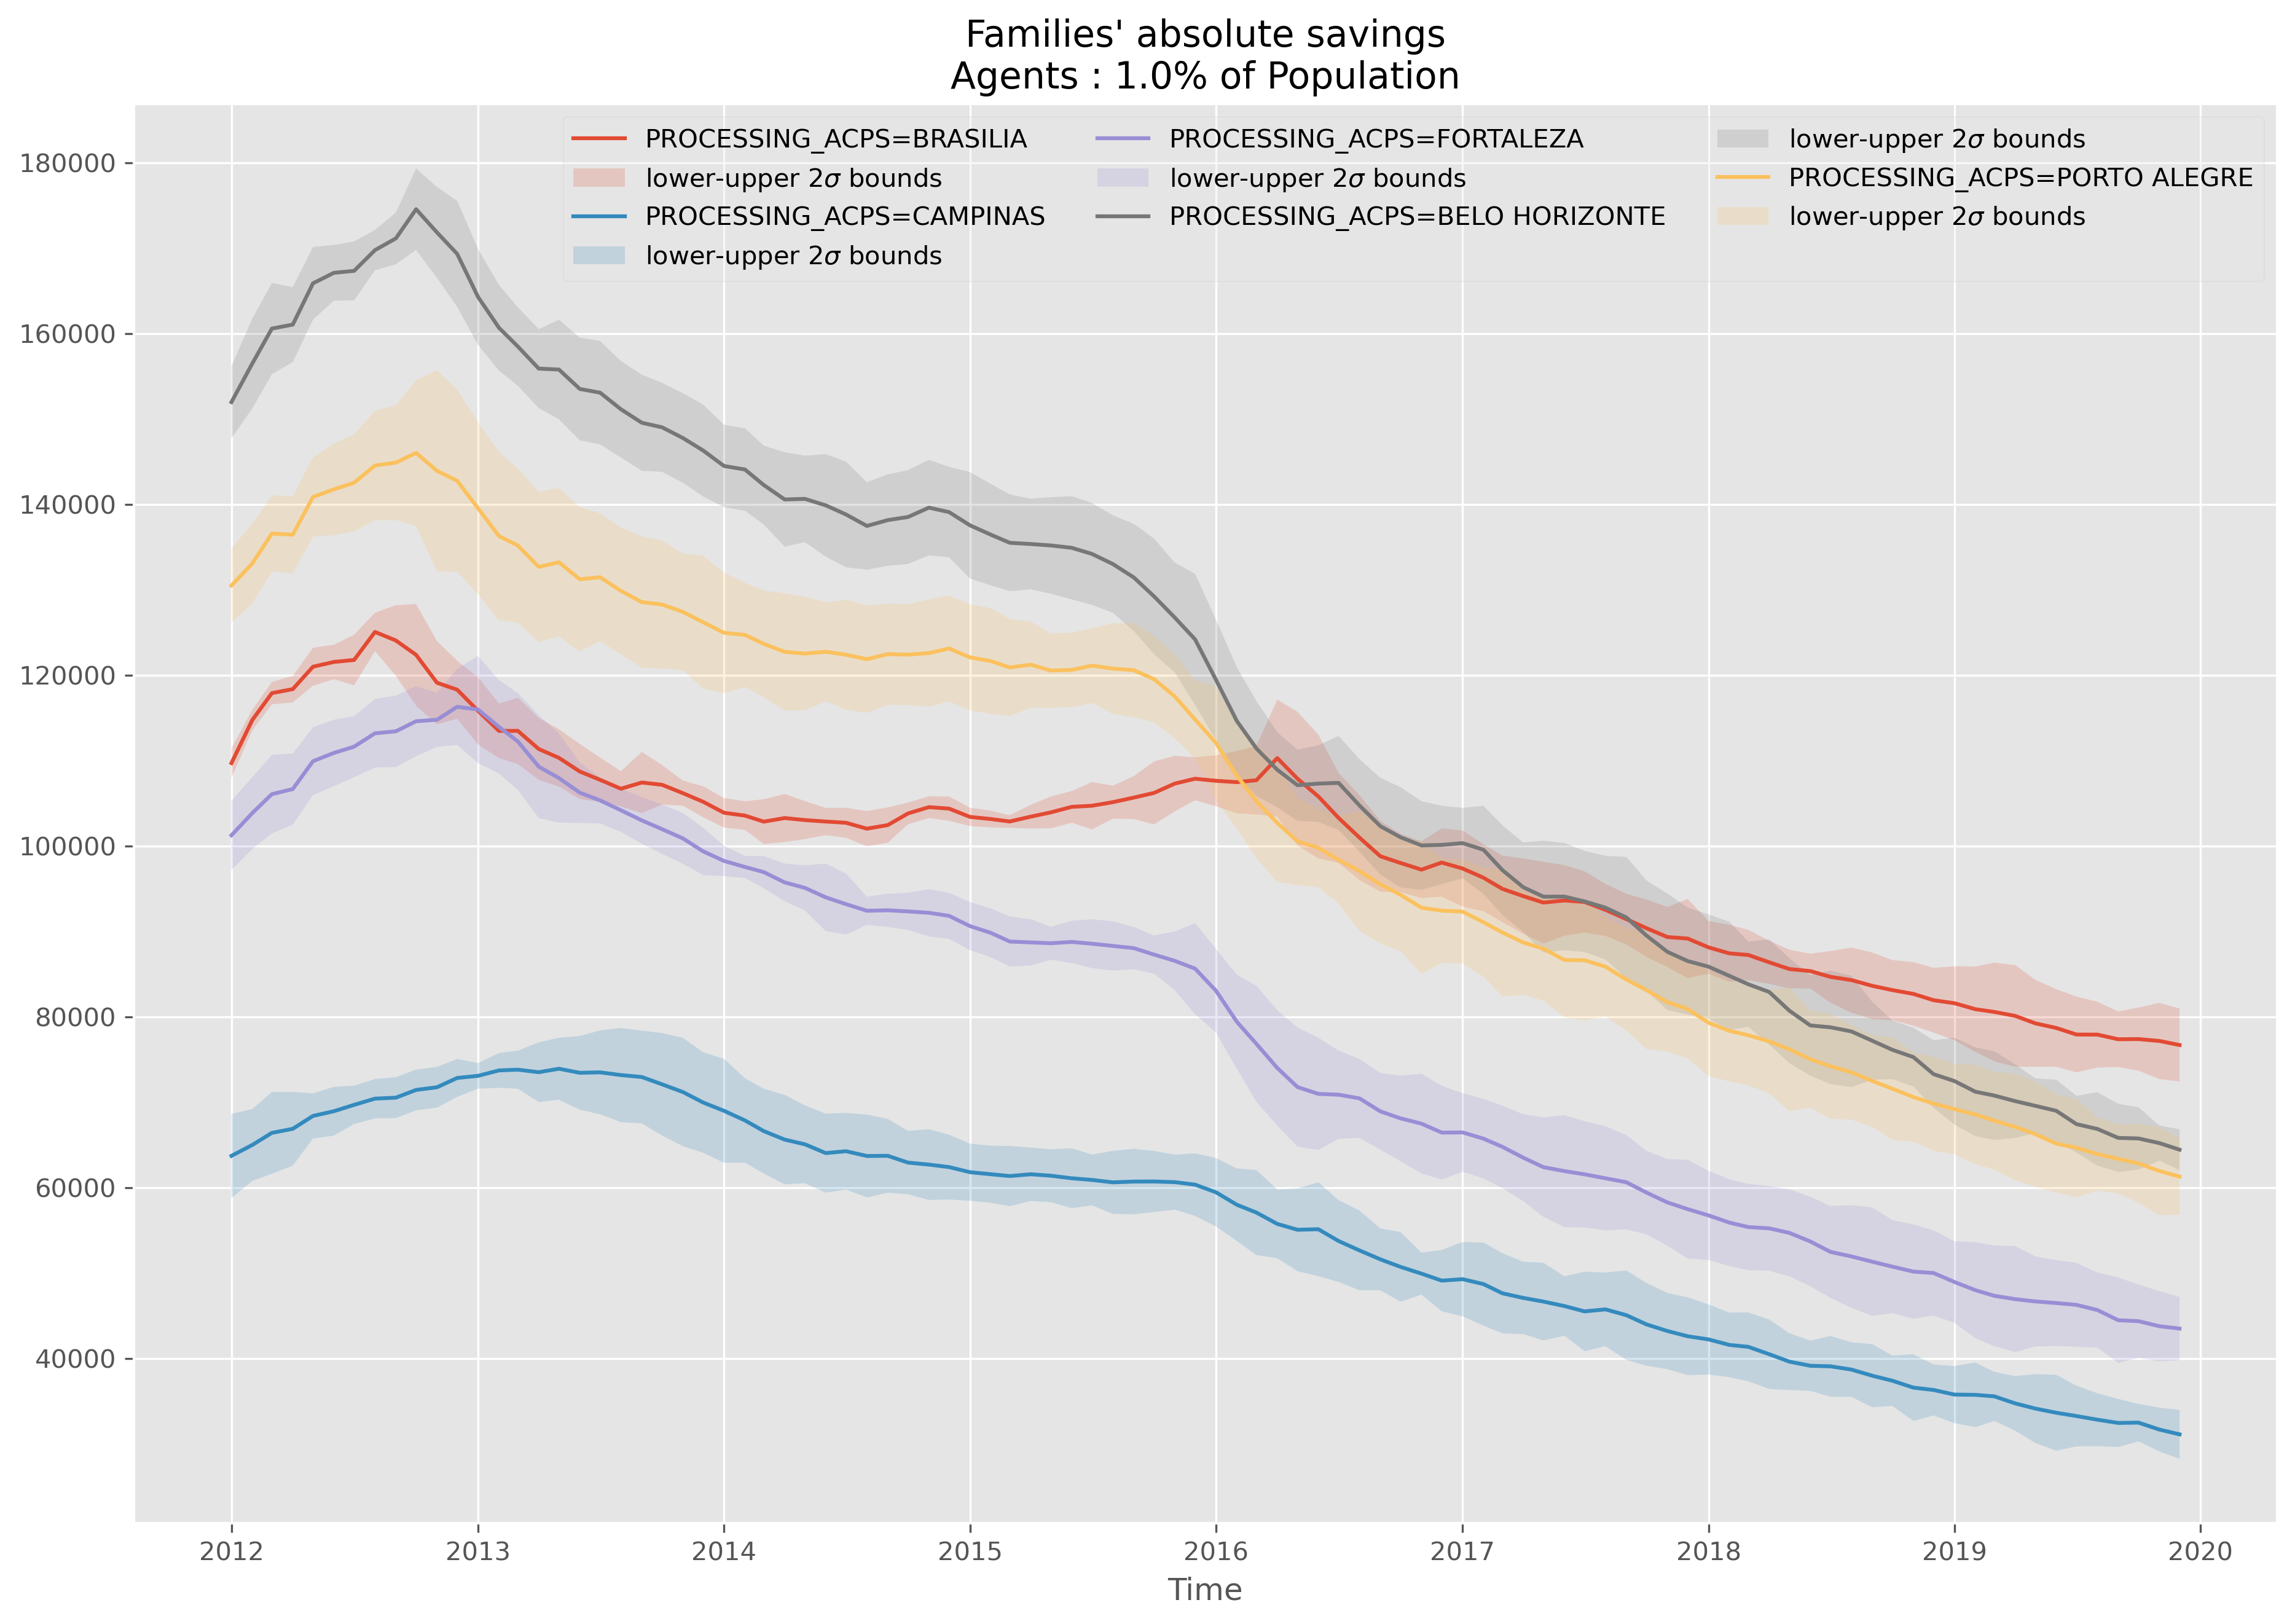 Families' absolute savings
Agents : 1.0% of Population
PROCESSING_ACPS=BRASILIA
lower-upper 2σ bounds
PROCESSING_ACPS=CAMPINAS
lower-upper 2σ bounds
PROCESSING_ACPS=FORTALEZA
lower-upper 2σ bounds
PROCESSING_ACPS=BELO HORIZONTE
lower-upper 2σ bounds
PROCESSING_ACPS=PORTO ALEGRE
lower-upper 2σ bounds
180000
160000
140000
120000
100000
80000
60000
40000
2012 2013 2014 2015 2016 2017 2018 2019 2020
Time